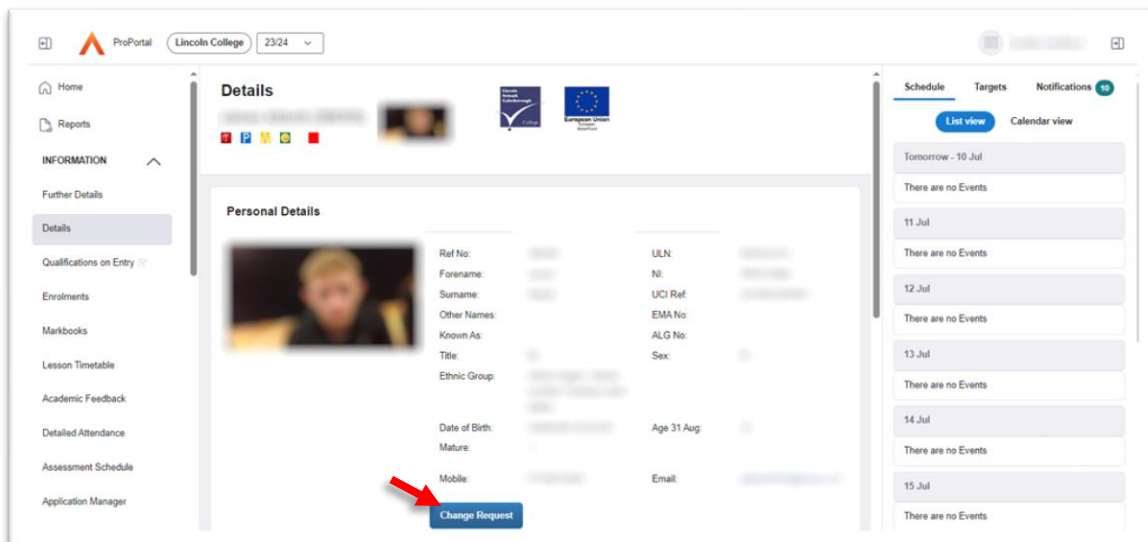 ProPortal Lincoln College 23/24
Home
Reports
INFORMATION
Further Details
Details
Qualifications on Entry
Enrolments
Markbooks
Lesson Timetable
Academic Feedback
Detailed Attendance
Assessment Schedule
Application Manager
Details
College
European Union
P
Personal Details
Ref No: ULN:
Forename: NI:
Surname: UCI Ref:
Other Names: EMA No:
Known As: ALG No:
Title: Sex:
Ethnic Group:
Date of Birth: Age 31 Aug:
Mature:
Mobile: Email:
Change Request
Schedule Targets Notifications 10
List view Calendar view
Tomorrow - 10 Jul
There are no Events
11 Jul
There are no Events
12 Jul
There are no Events
13 Jul
There are no Events
14 Jul
There are no Events
15 Jul
There are no Events